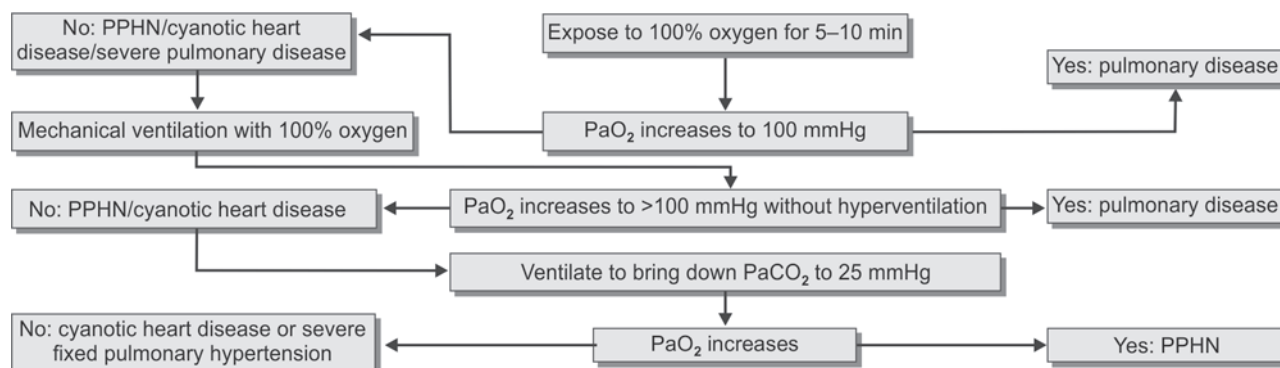 No: PPHN/cyanotic heart
disease/severe pulmonary disease
Expose to 100% oxygen for 5–10 min
Yes: pulmonary disease
Mechanical ventilation with 100% oxygen
PaO₂ increases to 100 mmHg
No: PPHN/cyanotic heart disease
PaO₂ increases to >100 mmHg without hyperventilation
Yes: pulmonary disease
Ventilate to bring down PaCO₂ to 25 mmHg
No: cyanotic heart disease or severe
fixed pulmonary hypertension
PaO₂ increases
Yes: PPHN